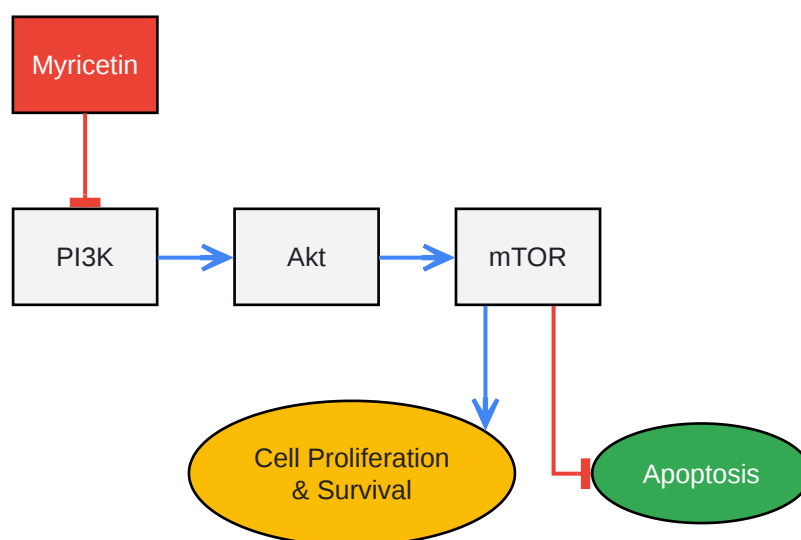 Myricetin
PI3K
Akt
mTOR
Cell Proliferation
& Survival
Apoptosis